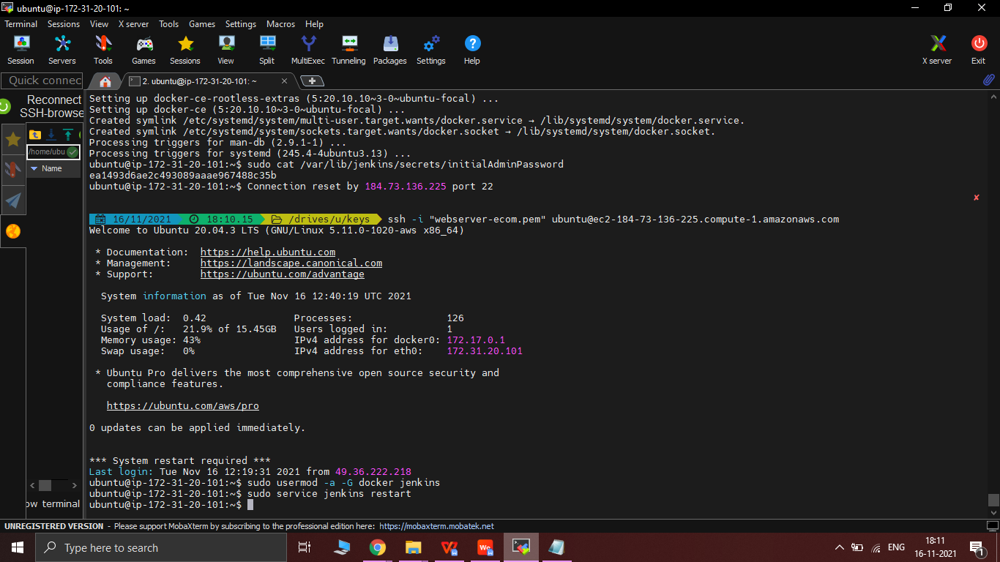 ubuntu@ip-172-31-20-101: ~
Terminal Sessions View X server Tools Games Settings Macros Help
Session Servers Tools Games Sessions View Split MultiExec Tunneling Packages Settings Help X server Exit
Quick connec
2. ubuntu@ip-172-31-20-101: ~
Reconnect
SSH-browse
/home/ubu
Name
Setting up docker-ce-rootless-extras (5:20.10.10~3-0~ubuntu-focal) ...
Setting up docker-ce (5:20.10.10~3-0~ubuntu-focal) ...
Created symlink /etc/systemd/system/multi-user.target.wants/docker.service → /lib/systemd/system/docker.service.
Created symlink /etc/systemd/system/sockets.target.wants/docker.socket → /lib/systemd/system/docker.socket.
Processing triggers for man-db (2.9.1-1) ...
Processing triggers for systemd (245.4-4ubuntu3.13) ...
ubuntu@ip-172-31-20-101:~$ sudo cat /var/lib/jenkins/secrets/initialAdminPassword
ea1493d6ae2c493089aaae967488c35b
ubuntu@ip-172-31-20-101:~$ Connection reset by 184.73.136.225 port 22
16/11/2021 18:10.15 /drives/u/keys ssh -i "webserver-ecom.pem" ubuntu@ec2-184-73-136-225.compute-1.amazonaws.com
Welcome to Ubuntu 20.04.3 LTS (GNU/Linux 5.11.0-1020-aws x86_64)
* Documentation: https://help.ubuntu.com
* Management: https://landscape.canonical.com
* Support: https://ubuntu.com/advantage
System information as of Tue Nov 16 12:40:19 UTC 2021
System load: 0.42 Processes: 126
Usage of /: 21.9% of 15.45GB Users logged in: 1
Memory usage: 43% IPv4 address for docker0: 172.17.0.1
Swap usage: 0% IPv4 address for eth0: 172.31.20.101
* Ubuntu Pro delivers the most comprehensive open source security and
compliance features.
https://ubuntu.com/aws/pro
0 updates can be applied immediately.
*** System restart required ***
Last login: Tue Nov 16 12:19:31 2021 from 49.36.222.218
ubuntu@ip-172-31-20-101:~$ sudo usermod -a -G docker jenkins
ubuntu@ip-172-31-20-101:~$ sudo service jenkins restart
ubuntu@ip-172-31-20-101:~$
ow terminal
UNREGISTERED VERSION - Please support MobaXterm by subscribing to the professional edition here: https://mobaxterm.mobatek.net
Type here to search
ENG
18:11
16-11-2021
1